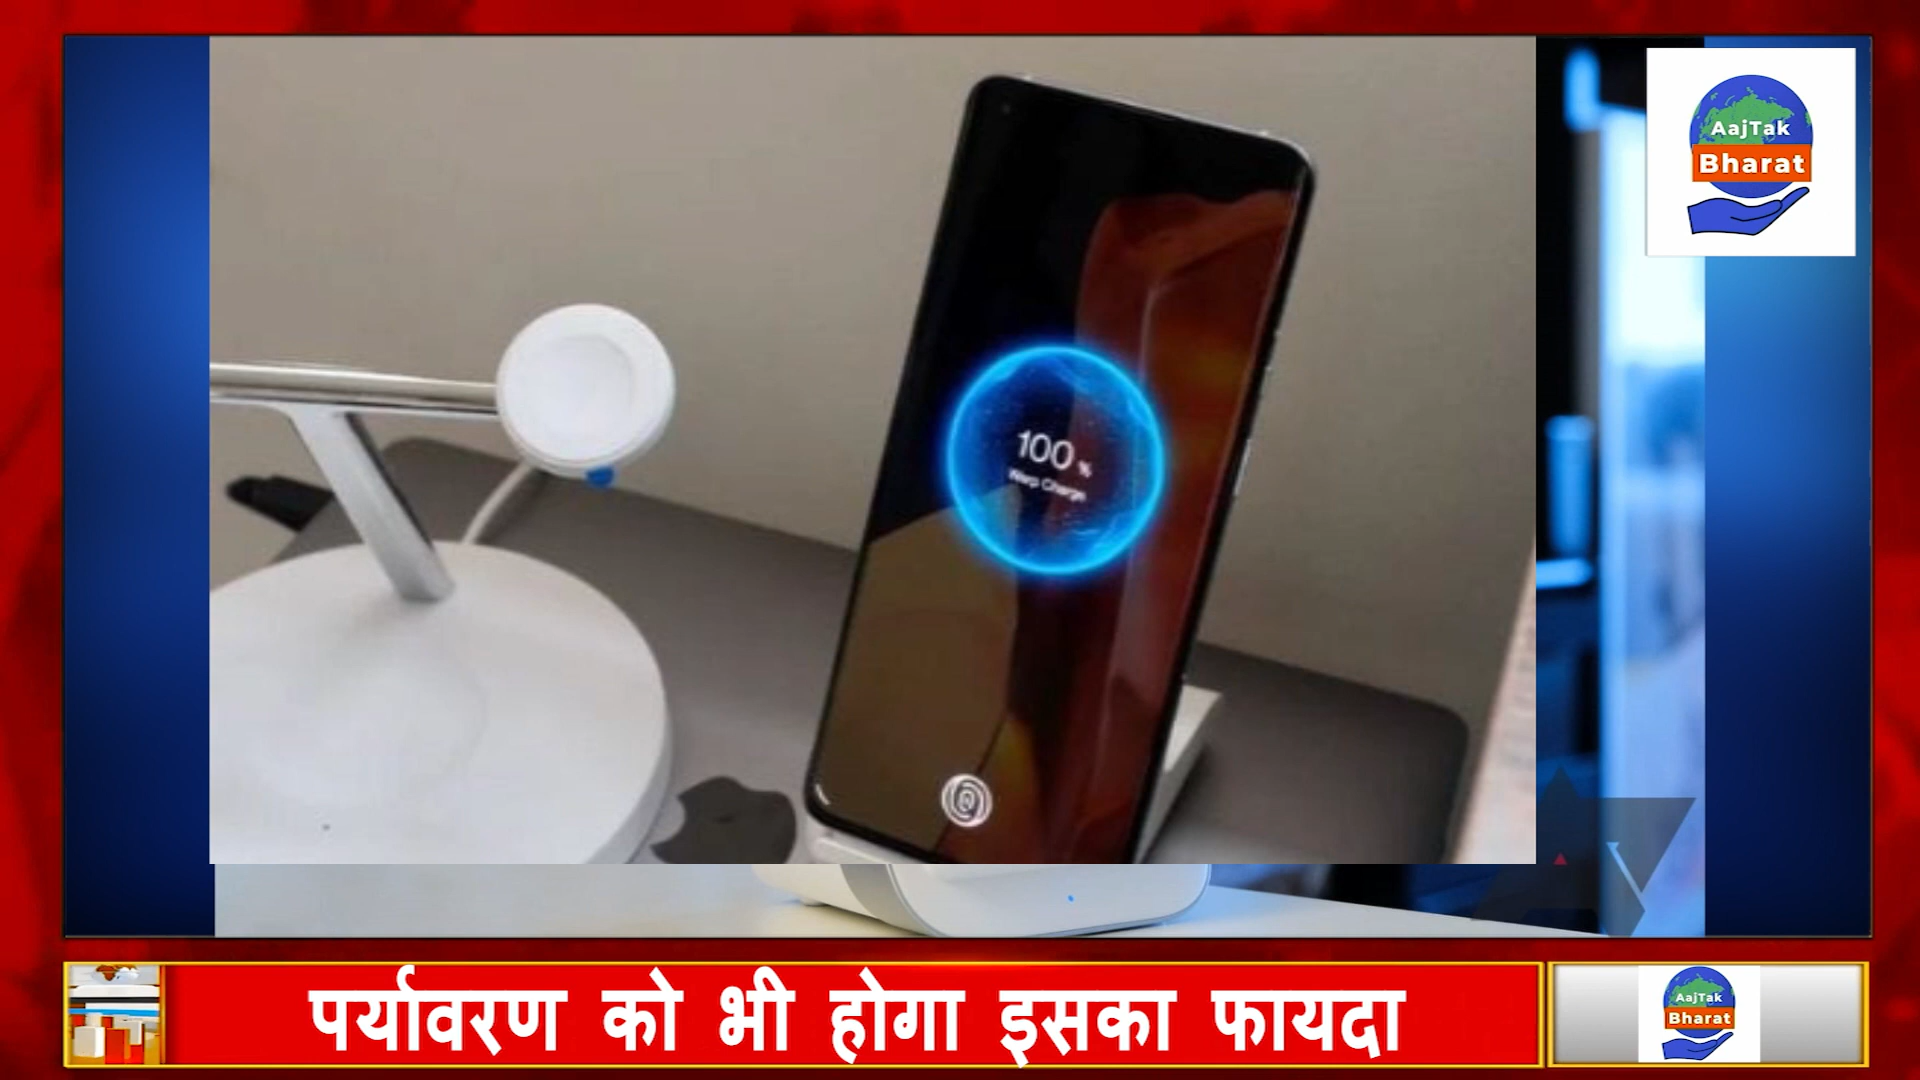 AajTak
Bharat
100 %
Warp Charge
पर्यावरण को भी होगा इसका फायदा
AajTak
Bharat